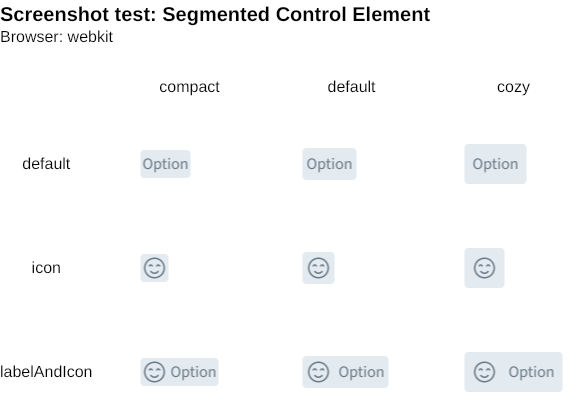 Screenshot test: Segmented Control Element
Browser: webkit
compact default cozy
default Option Option Option
icon
labelAndIcon Option Option Option